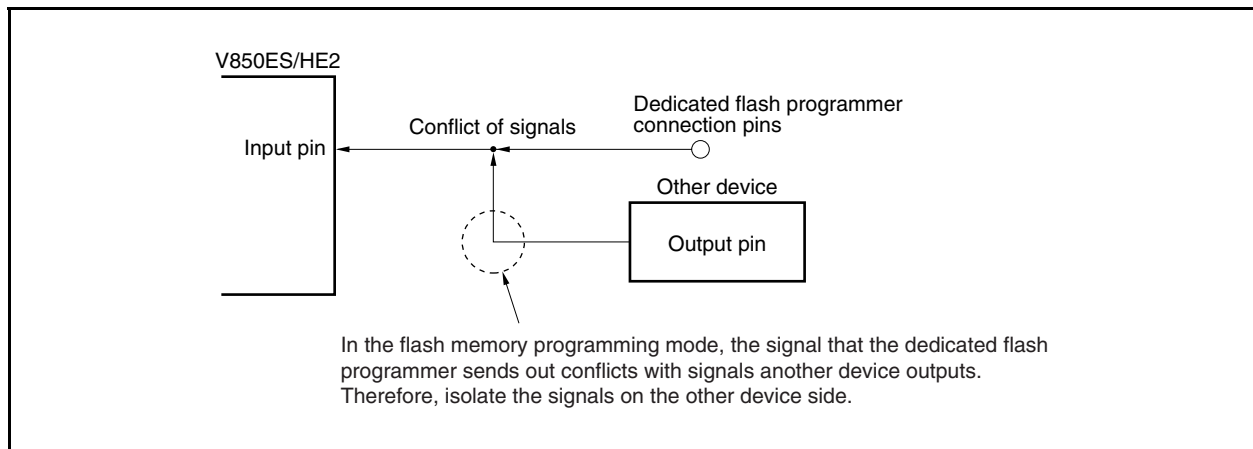 V850ES/HE2
Dedicated flash programmer
connection pins
Conflict of signals
Input pin
Other device
Output pin
In the flash memory programming mode, the signal that the dedicated flash
programmer sends out conflicts with signals another device outputs.
Therefore, isolate the signals on the other device side.